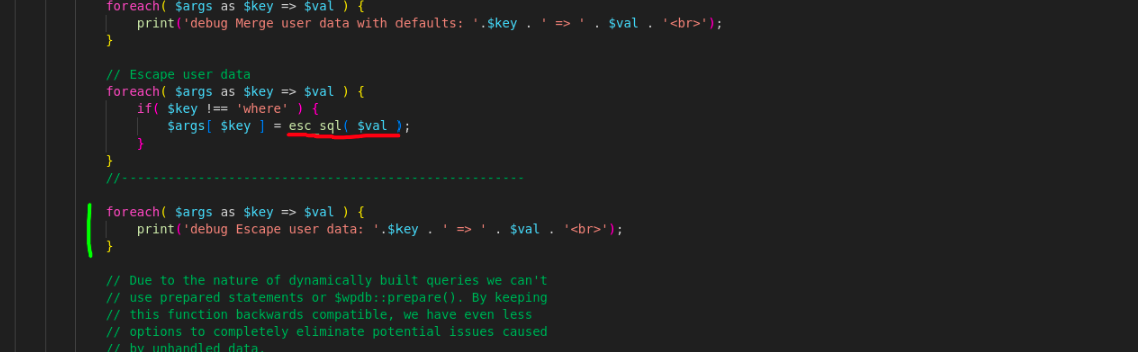 foreach( $args as $key => $val ) {
print('debug Merge user data with defaults: '.$key . ' => ' . $val . '<br>');
}
// Escape user data
foreach( $args as $key => $val ) {
if( $key !== 'where' ) {
$args[ $key ] = esc_sql( $val );
}
}
//----------------------------------------------------
foreach( $args as $key => $val ) {
print('debug Escape user data: '.$key . ' => ' . $val . '<br>');
}
// Due to the nature of dynamically built queries we can't
// use prepared statements or $wpdb::prepare(). By keeping
// this function backwards compatible, we have even less
// options to completely eliminate potential issues caused
// by unhandled data.